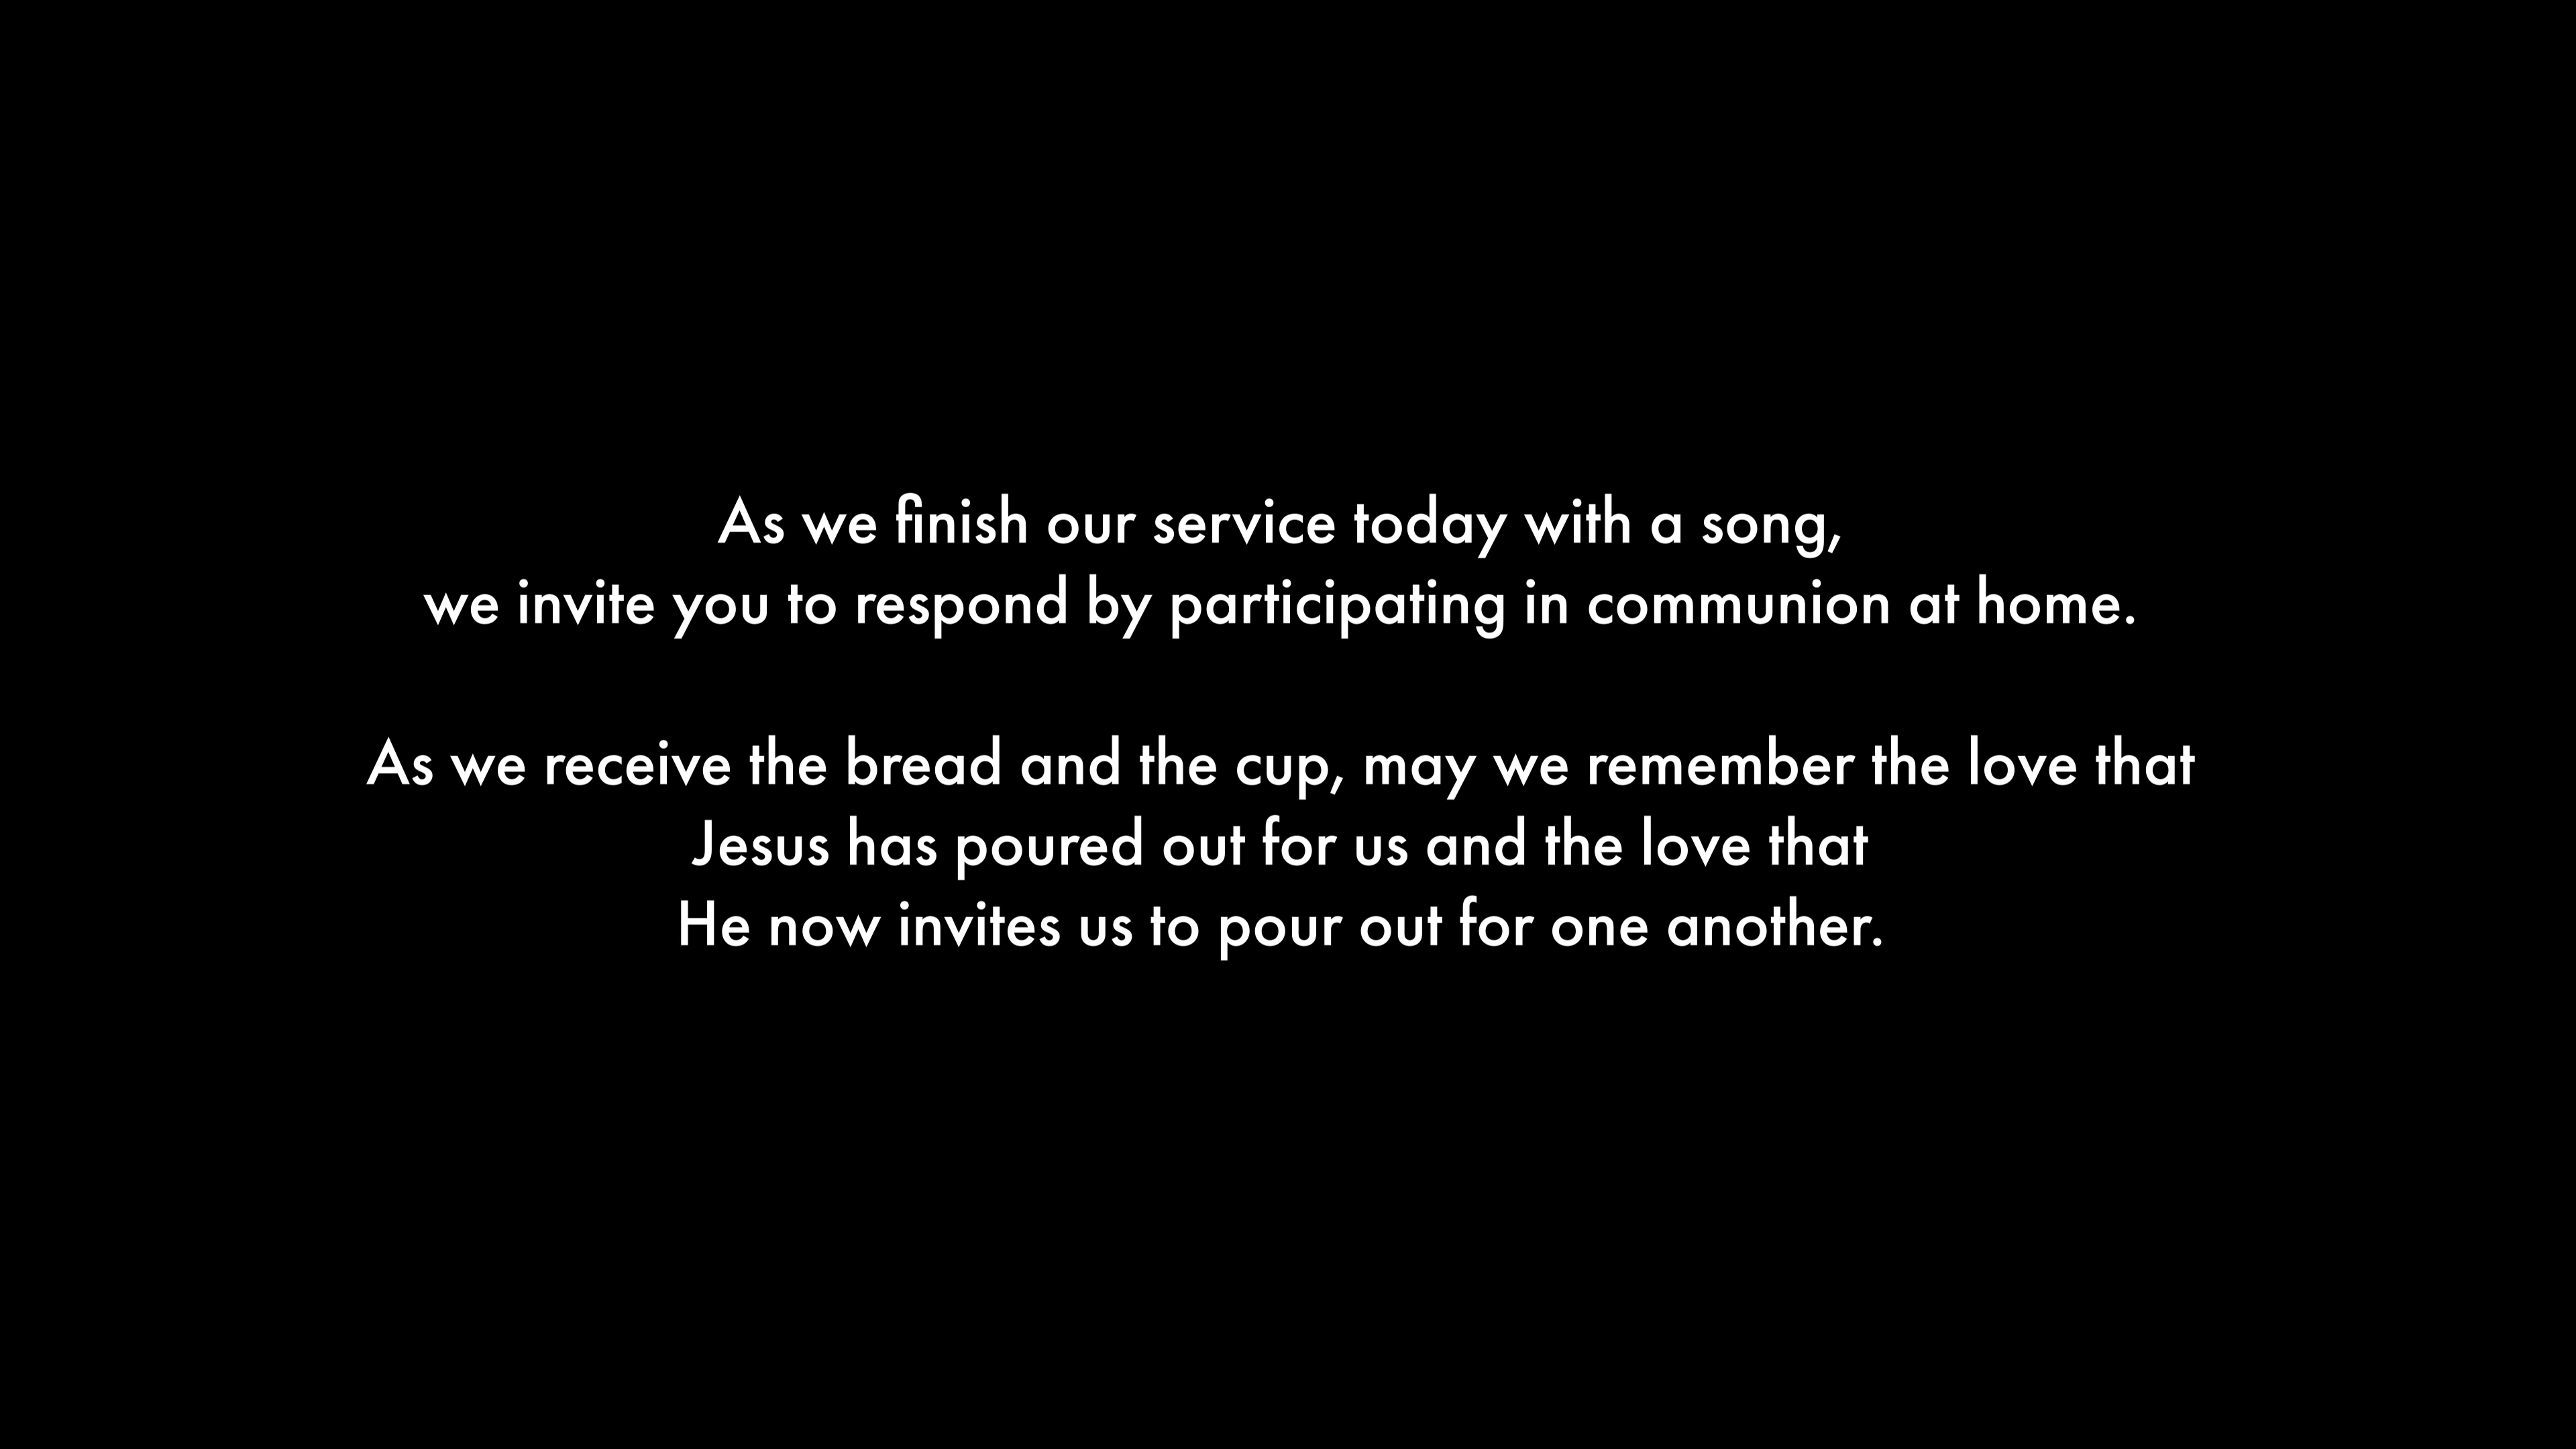 As we finish our service today with a song,
we invite you to respond by participating in communion at home.
As we receive the bread and the cup, may we remember the love that
Jesus has poured out for us and the love that
He now invites us to pour out for one another.